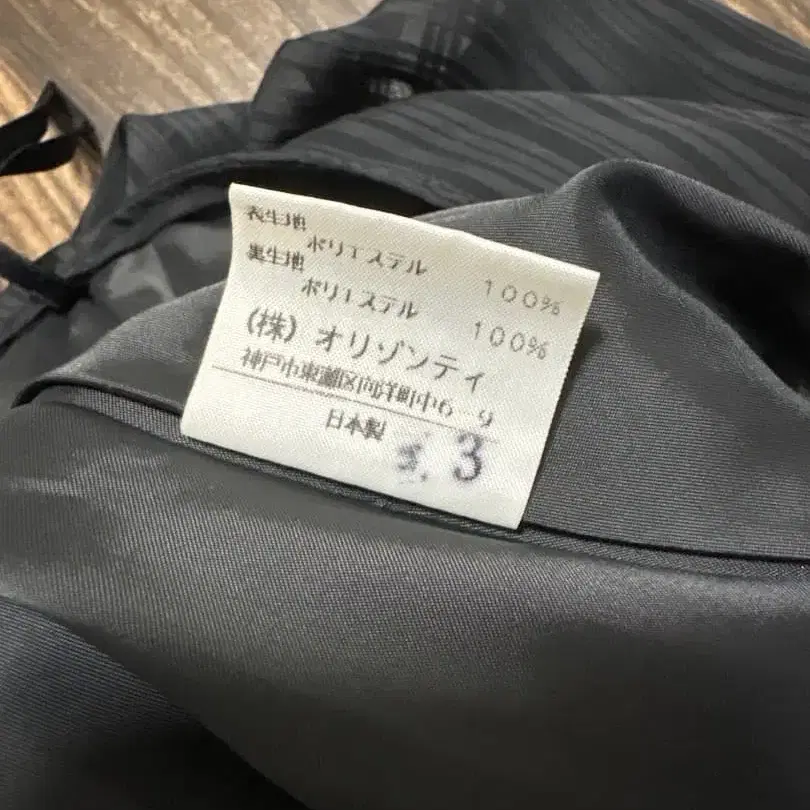 表生地
ポリエステル 100%
裏生地
ポリエステル 100%
(株) オリゾンティ
神戸市東灘区向洋町中6-9
日本製
3